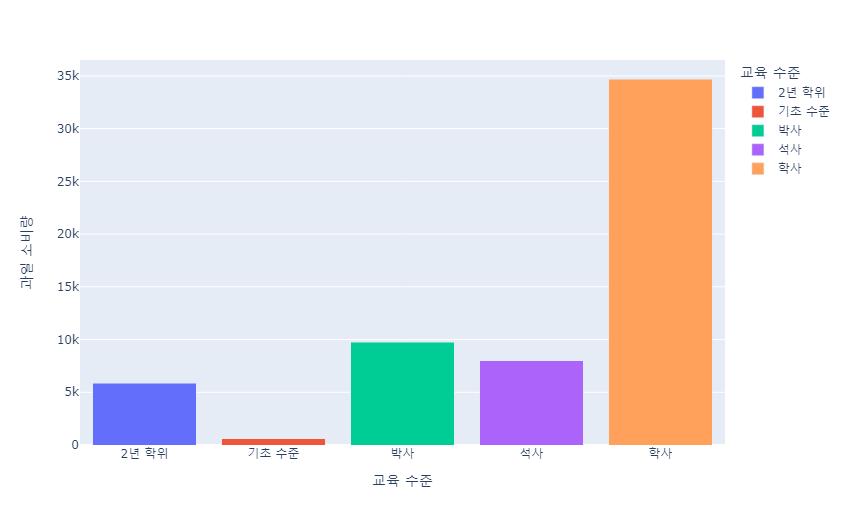 35k
30k
25k
20k
15k
10k
5k
0
과일 소비량
2년 학위
기초 수준
박사
석사
학사
교육 수준
교육 수준
2년 학위
기초 수준
박사
석사
학사